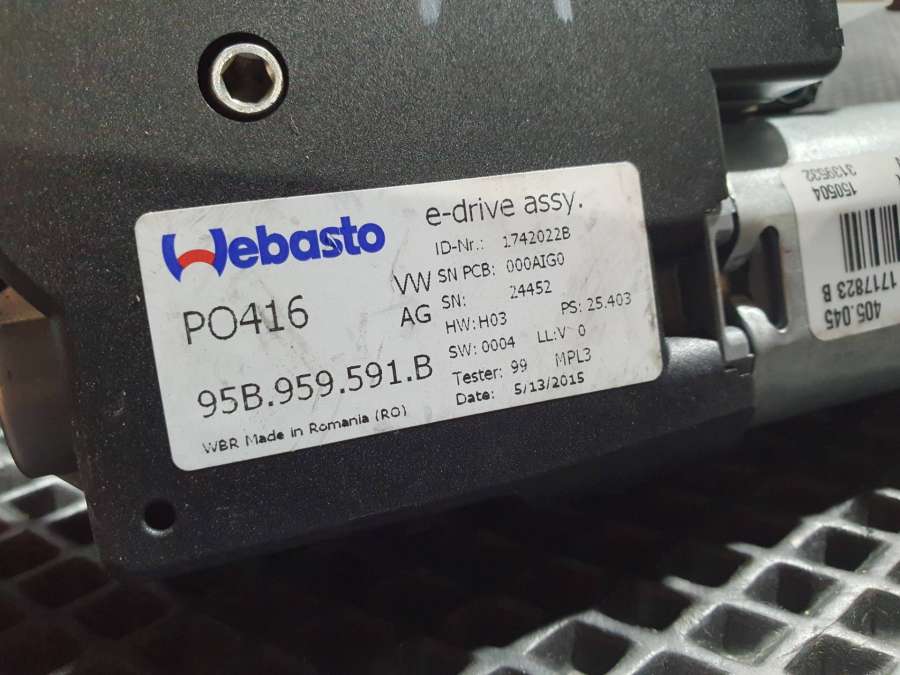 Webasto
e-drive assy.
PO416
VW
AG
95B.959.591.B
WBR Made in Romania (RO)
ID-Nr.: 1742022B
SN PCB: 000AIG0
SN: 24452
HW: H03 PS: 25.403
SW: 0004 LL:V 0
Tester: 99 MPL3
Date: 5/13/2015
405.045
1717823 B
150504
3139532